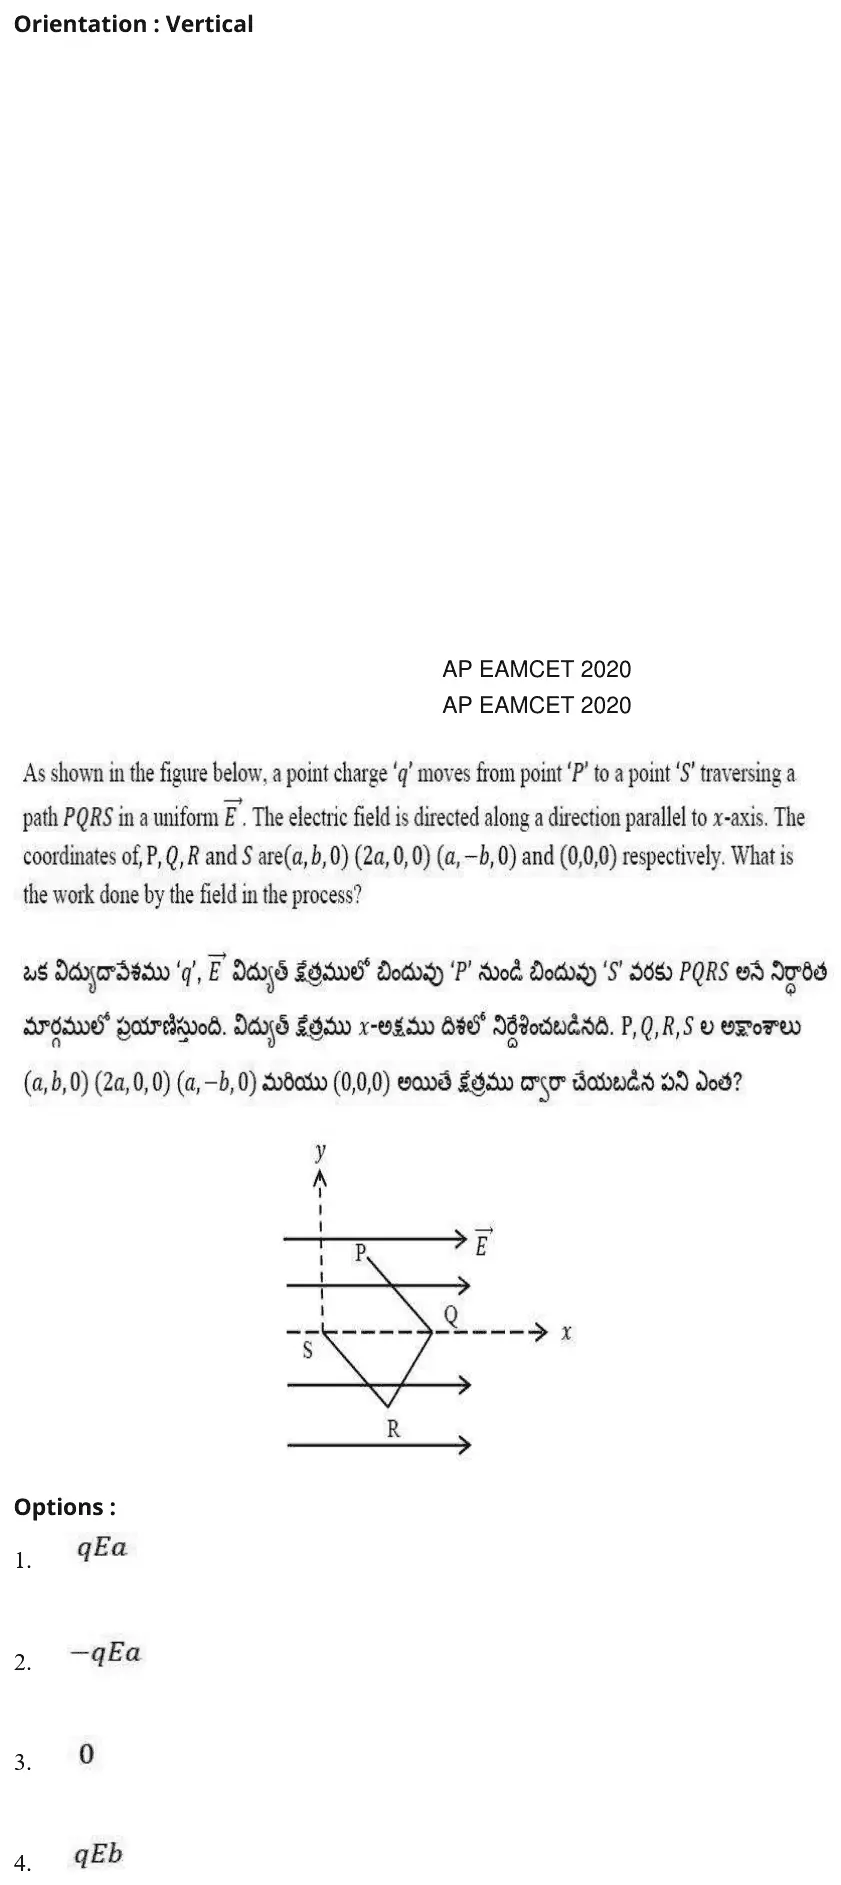 Orientation : Vertical
AP EAMCET 2020
AP EAMCET 2020
As shown in the figure below, a point charge ‘q’ moves from point ‘P’ to a point ‘S’ traversing a
path PQRS in a uniform E⃗. The electric field is directed along a direction parallel to x-axis. The
coordinates of, P, Q, R and S are(a, b, 0) (2a, 0, 0) (a, −b, 0) and (0,0,0) respectively. What is
the work done by the field in the process?
ఒక విద్యుదావేశము ‘q’, E⃗ విద్యుత్ క్షేత్రములో బిందువు ‘P’ నుండి బిందువు ‘S’ వరకు PQRS అనే నిర్ధారిత
మార్గములో ప్రయాణిస్తుంది. విద్యుత్ క్షేత్రము x-అక్షము దిశలో నిర్దేశించబడినది. P, Q, R, S ల అక్షాంశాలు
(a, b, 0) (2a, 0, 0) (a, −b, 0) మరియు (0,0,0) అయితే క్షేత్రము ద్వారా చేయబడిన పని ఎంత?
y
E⃗
P
Q
x
S
R
Options :
1. qEa
2. −qEa
3. 0
4. qEb